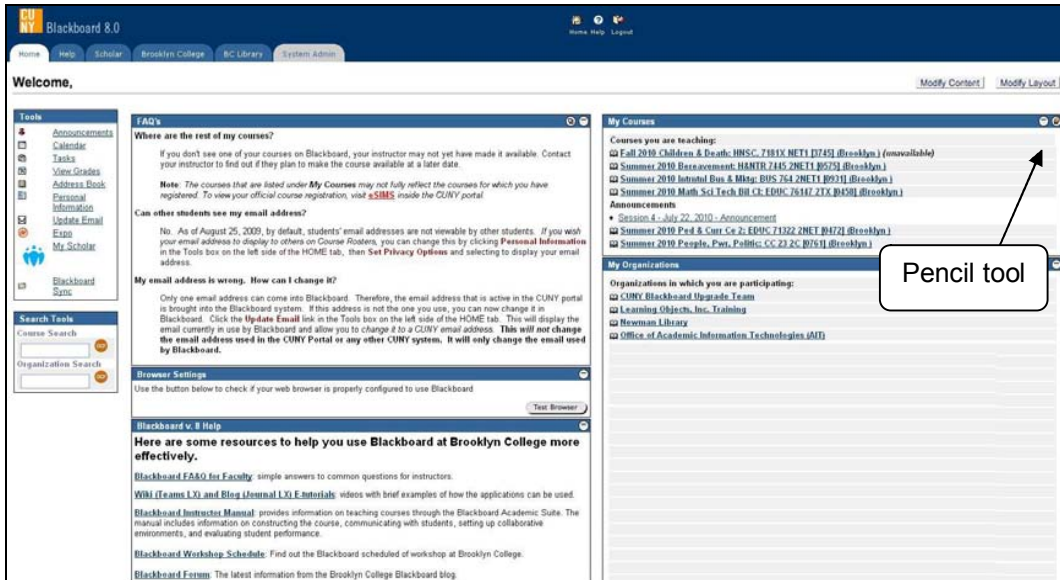 CU
NY Blackboard 8.0
Home Help Logout
Home Help Scholar Brooklyn College BC Library System Admin
Welcome,
Modify Content Modify Layout
Tools
Announcements
Calendar
Tasks
View Grades
Address Book
Personal
Information
Update Email
Expo
My Scholar
Blackboard
Sync
Search Tools
Course Search
Organization Search
FAQ's
Where are the rest of my courses?
If you don't see one of your courses on Blackboard, your instructor may not yet have made it available. Contact
your instructor to find out if they plan to make the course available at a later date.
Note: The courses that are listed under My Courses may not fully reflect the courses for which you have
registered. To view your official course registration, visit eSIMS inside the CUNY portal.
Can other students see my email address?
No. As of August 25, 2009, by default, students' email addresses are not viewable by other students. If you wish
your email address to display to others on Course Rosters, you can change this by clicking Personal Information
in the Tools box on the left side of the HOME tab, then Set Privacy Options and selecting to display your email
address.
My email address is wrong. How can I change it?
Only one email address can come into Blackboard. Therefore, the email address that is active in the CUNY portal
is brought into the Blackboard system. If this address is not the one you use, you can now change it in
Blackboard. Click the Update Email link in the Tools box on the left side of the HOME tab. This will display the
email currently in use by Blackboard and allow you to change it to a CUNY email address. This will not change
the email address used in the CUNY Portal or any other CUNY system. It will only change the email used
by Blackboard.
Browser Settings
Use the button below to check if your web browser is properly configured to use Blackboard
Test Browser
Blackboard v. 8 Help
Here are some resources to help you use Blackboard at Brooklyn College more
effectively.
Blackboard FA&Q for Faculty: simple answers to common questions for instructors.
Wiki (Teams LX) and Blog (Journal LX) E-tutorials: videos with brief examples of how the applications can be used.
Blackboard Instructor Manual: provides information on teaching courses through the Blackboard Academic Suite. The
manual includes information on constructing the course, communicating with students, setting up collaborative
environments, and evaluating student performance.
Blackboard Workshop Schedule: Find out the Blackboard scheduled of workshop at Brooklyn College.
Blackboard Forum: The latest information from the Brooklyn College Blackboard blog.
My Courses
Courses you are teaching:
Fall 2010 Children & Death: HNSC, 7181X NET1 [3745] (Brooklyn ) (unavailable)
Summer 2010 Bereavement: H&NTR 7445 2NET1 [0575] (Brooklyn )
Summer 2010 Intrntnl Bus & Mktg: BUS 764 2NET1 [0931] (Brooklyn )
Summer 2010 Math Sci Tech Bil Cl: EDUC 76147 2TX [0458] (Brooklyn )
Announcements
Session 4 - July 22, 2010 - Announcement
Summer 2010 Ped & Curr Ce 2: EDUC 71322 2NET [0472] (Brooklyn )
Summer 2010 People, Pwr, Politic: CC 23 2C [0761] (Brooklyn )
My Organizations
Organizations in which you are participating:
CUNY Blackboard Upgrade Team
Learning Objects, Inc. Training
Newman Library
Office of Academic Information Technologies (AIT)
Pencil tool